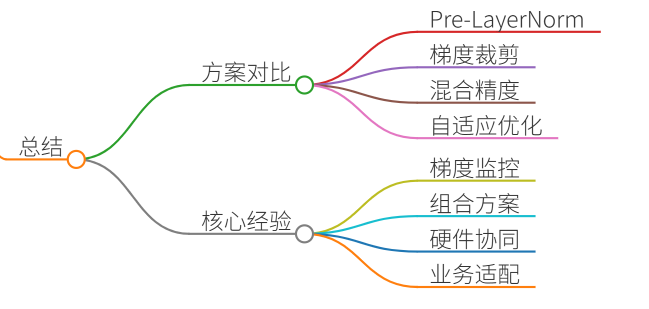 总结
方案对比
Pre-LayerNorm
梯度裁剪
混合精度
自适应优化
核心经验
梯度监控
组合方案
硬件协同
业务适配